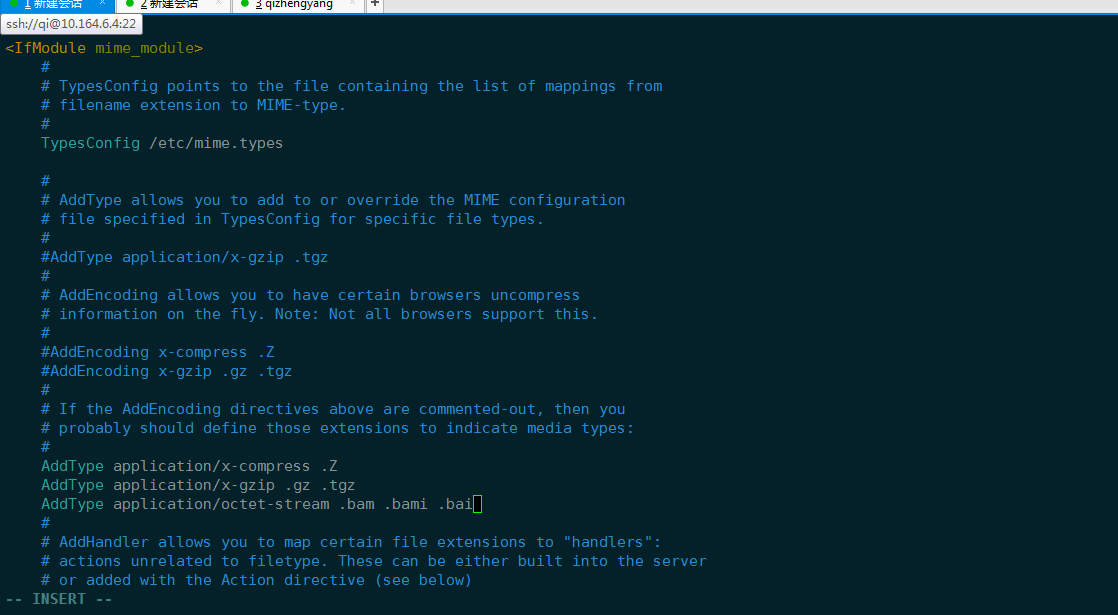 1 新建会话 × 2 新建会话 × 3 qizhengyang × +
ssh://qi@10.164.6.4:22
<IfModule mime_module>
#
# TypesConfig points to the file containing the list of mappings from
# filename extension to MIME-type.
#
TypesConfig /etc/mime.types
#
# AddType allows you to add to or override the MIME configuration
# file specified in TypesConfig for specific file types.
#
#AddType application/x-gzip .tgz
#
# AddEncoding allows you to have certain browsers uncompress
# information on the fly. Note: Not all browsers support this.
#
#AddEncoding x-compress .Z
#AddEncoding x-gzip .gz .tgz
#
# If the AddEncoding directives above are commented-out, then you
# probably should define those extensions to indicate media types:
#
AddType application/x-compress .Z
AddType application/x-gzip .gz .tgz
AddType application/octet-stream .bam .bami .bai
#
# AddHandler allows you to map certain file extensions to "handlers":
# actions unrelated to filetype. These can be either built into the server
# or added with the Action directive (see below)
-- INSERT --